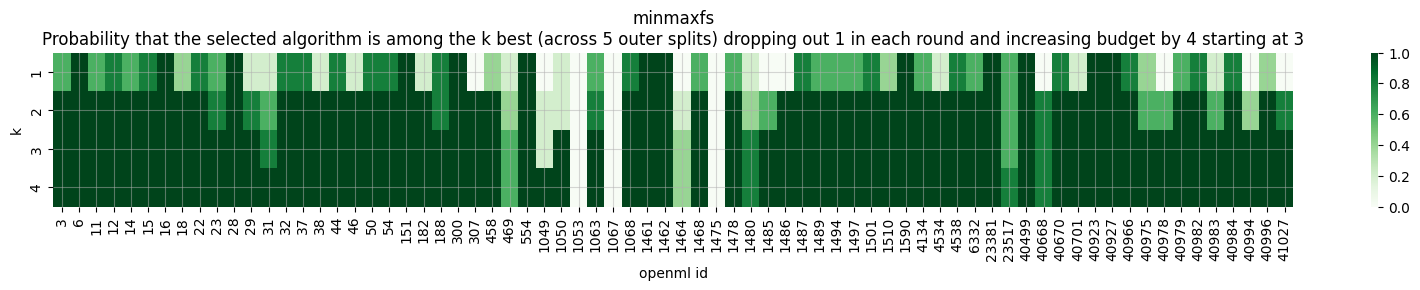 minmaxfs
Probability that the selected algorithm is among the k best (across 5 outer splits) dropping out 1 in each round and increasing budget by 4 starting at 3
k
1
2
3
4
3 6 11 12 14 15 16 18 22 23 28 29 31 32 37 38 44 46 50 54 151 182 188 300 307 458 469 554 1049 1050 1053 1063 1067 1068 1461 1462 1464 1468 1475 1478 1480 1485 1486 1487 1489 1494 1497 1501 1510 1590 4134 4534 4538 6332 23381 23517 40499 40668 40670 40701 40923 40927 40966 40975 40978 40979 40982 40983 40984 40994 40996 41027
openml id
1.0
0.8
0.6
0.4
0.2
0.0